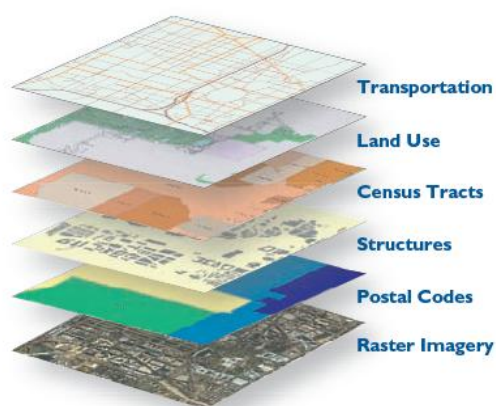 Transportation
Land Use
Census Tracts
Structures
Postal Codes
Raster Imagery